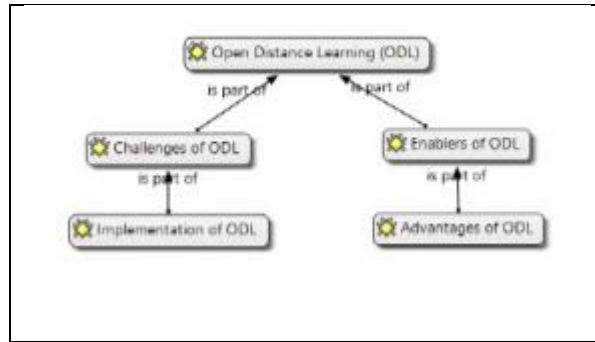 Open Distance Learning (ODL)
is part of
is part of
Challenges of ODL
Enablers of ODL
is part of
is part of
Implementation of ODL
Advantages of ODL